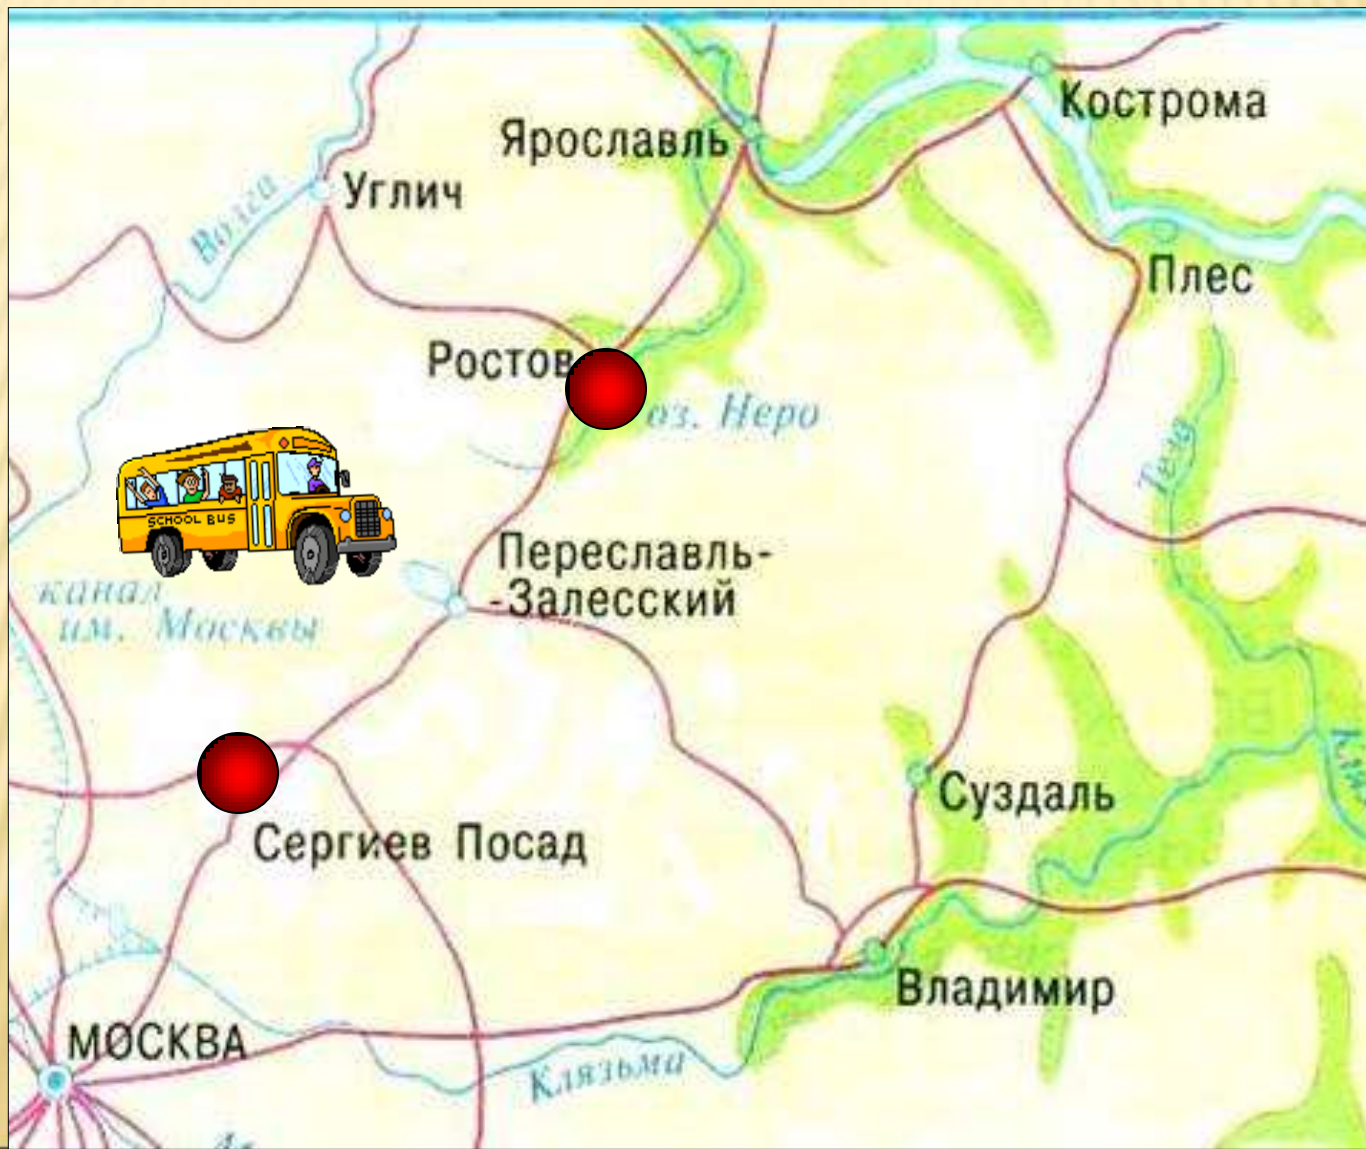 Кострома
Ярославль
Углич
Волга
Плес
Ростов
оз. Неро
Теза
SCHOOL BUS
Переславль-
-Залесский
канал
им. Москвы
Суздаль
Сергиев Посад
Владимир
МОСКВА
Клязьма